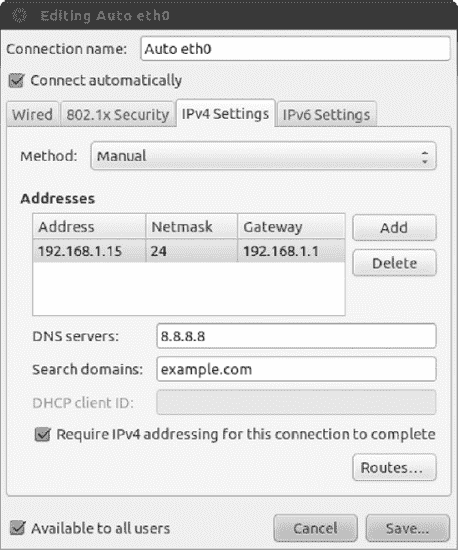 Editing Auto eth0
Connection name: Auto eth0
Connect automatically
Wired 802.1x Security IPv4 Settings IPv6 Settings
Method: Manual
Addresses
Address Netmask Gateway
192.168.1.15 24 192.168.1.1
Add
Delete
DNS servers: 8.8.8.8
Search domains: example.com
DHCP client ID:
Require IPv4 addressing for this connection to complete
Routes...
Available to all users Cancel Save...